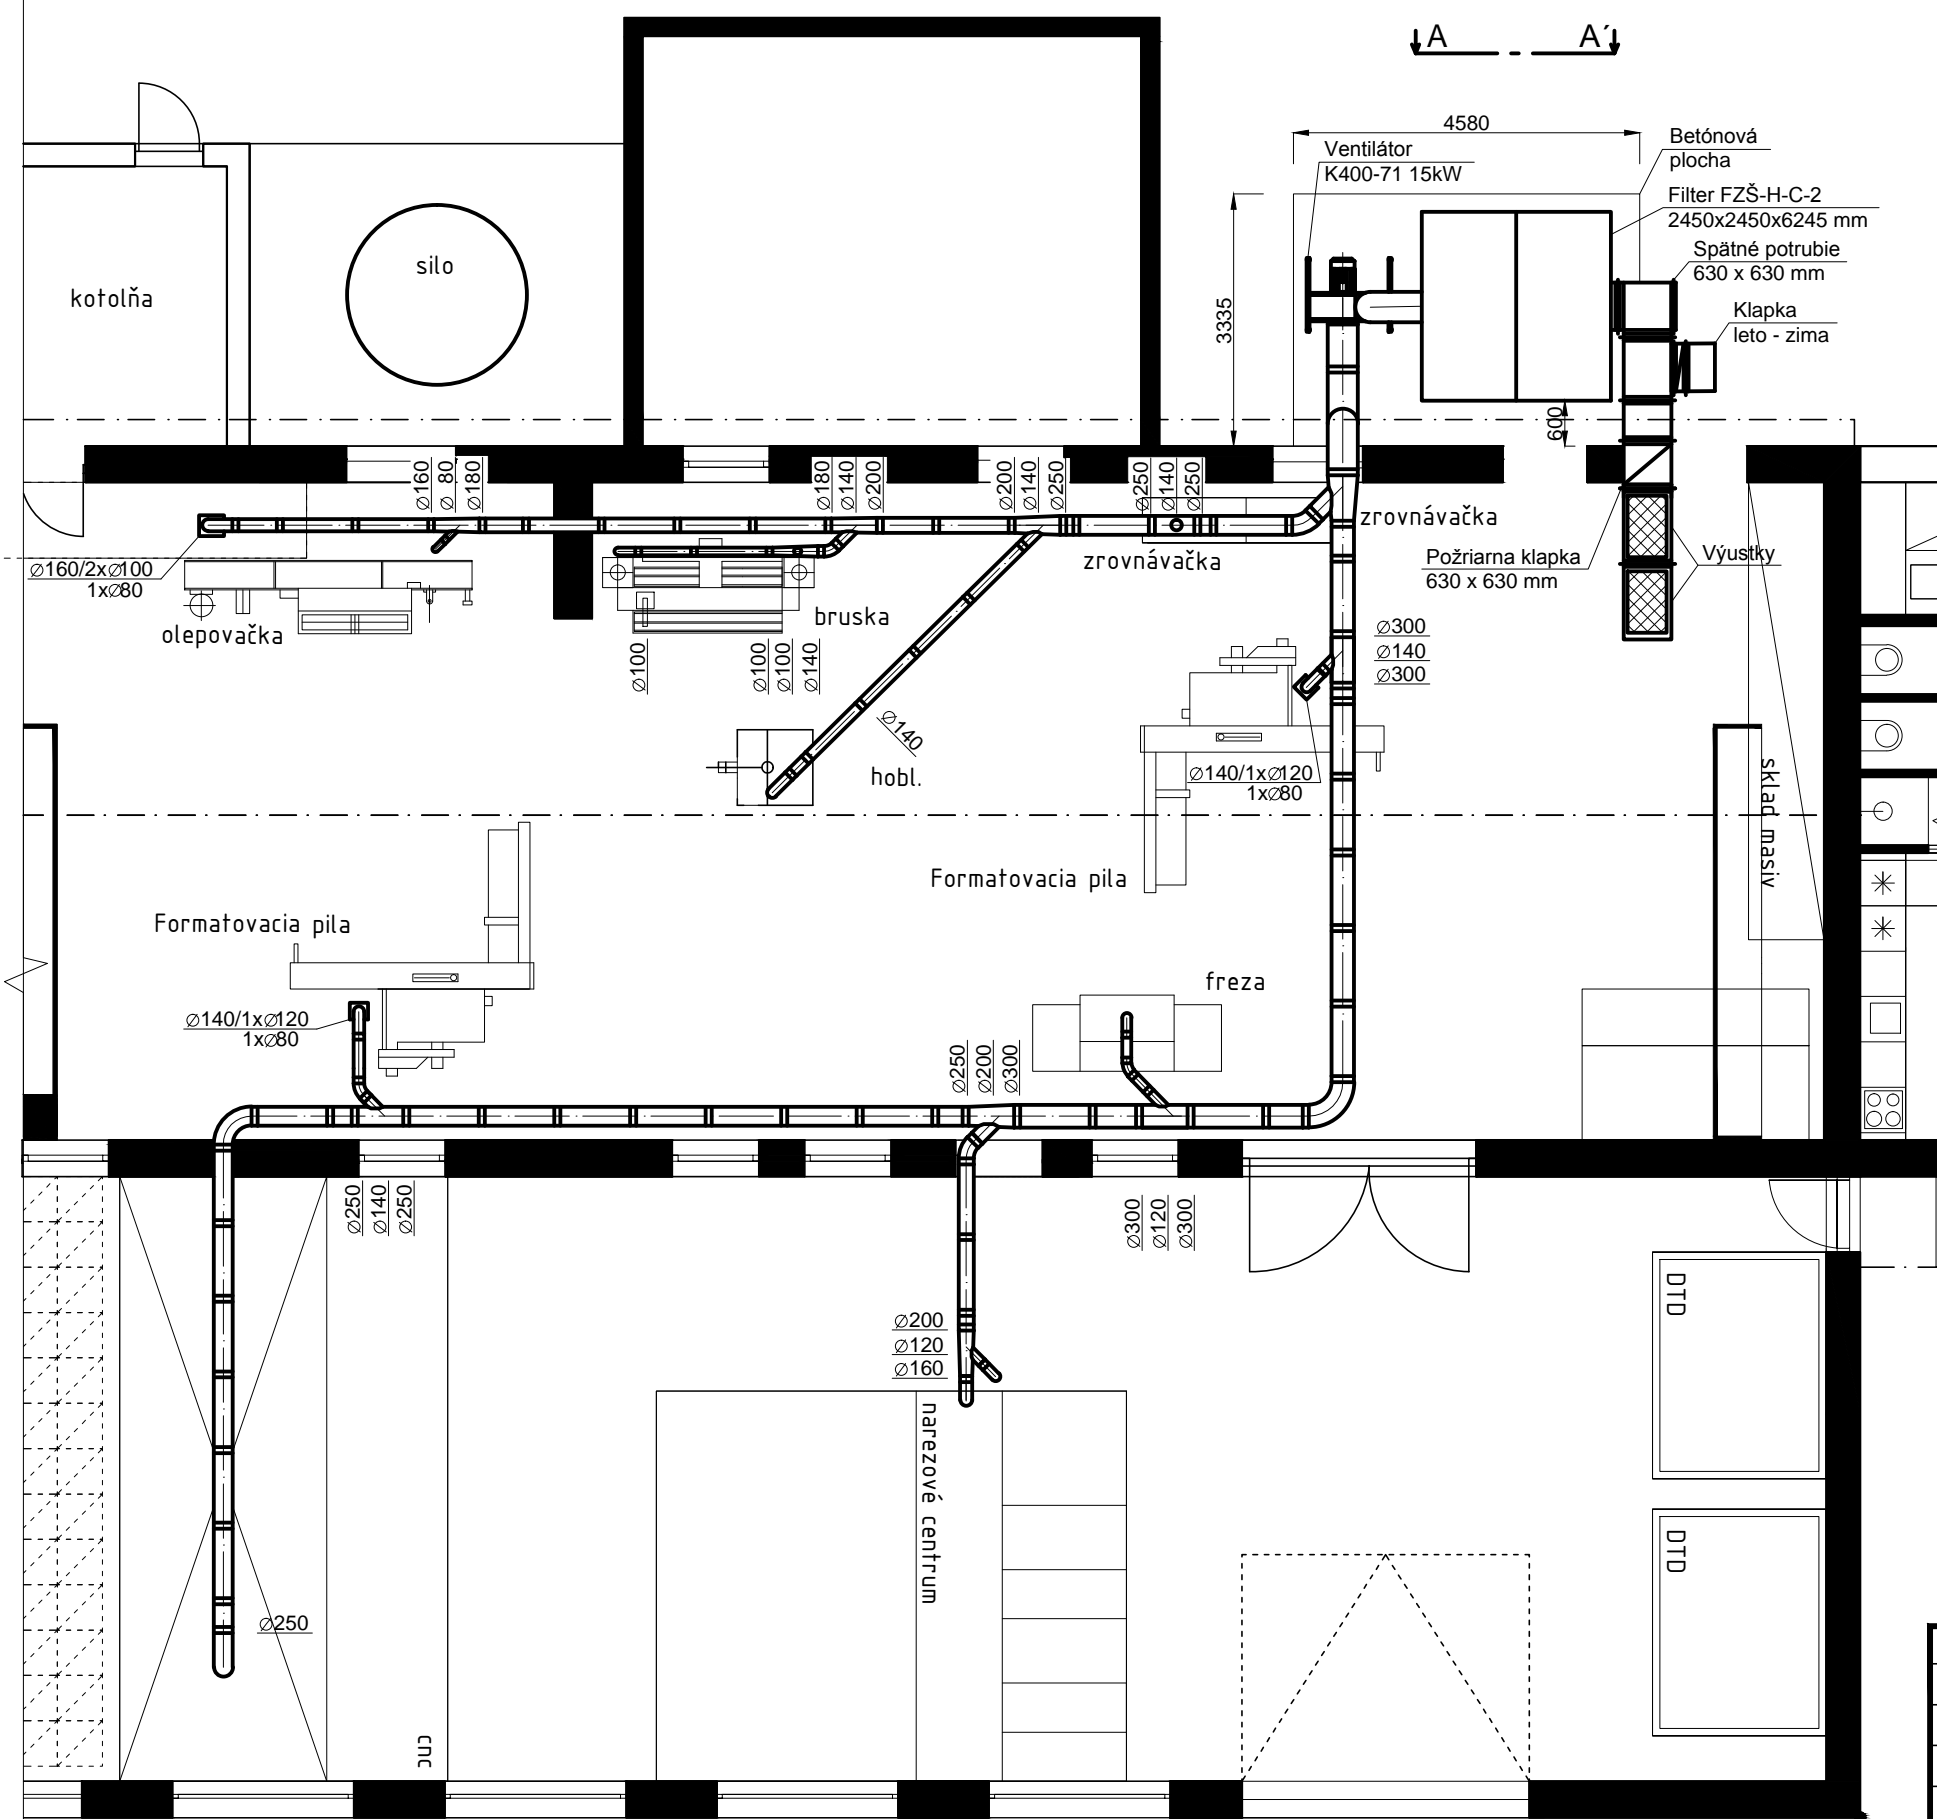 A A´
4580
Ventilátor
K400-71 15kW
Betónová
plocha
Filter FZŠ-H-C-2
2450x2450x6245 mm
Spätné potrubie
630 x 630 mm
Klapka
leto - zima
3335
600
silo
kotolňa
⌀160
⌀ 80
⌀180
⌀180
⌀140
⌀200
⌀200
⌀140
⌀250
⌀250
⌀140
⌀250
zrovnávačka
zrovnávačka
Požiarna klapka
630 x 630 mm
Výustky
⌀160/2x⌀100
1x⌀80
olepovačka
bruska
⌀100
⌀100
⌀100
⌀140
⌀300
⌀140
⌀300
⌀140
hobl.
⌀140/1x⌀120
1x⌀80
sklad masiv
Formatovacia pila
Formatovacia pila
freza
⌀140/1x⌀120
1x⌀80
⌀250
⌀200
⌀300
⌀250
⌀140
⌀250
⌀300
⌀120
⌀300
⌀200
⌀120
⌀160
DTD
narezové centrum
DTD
⌀250
cnc